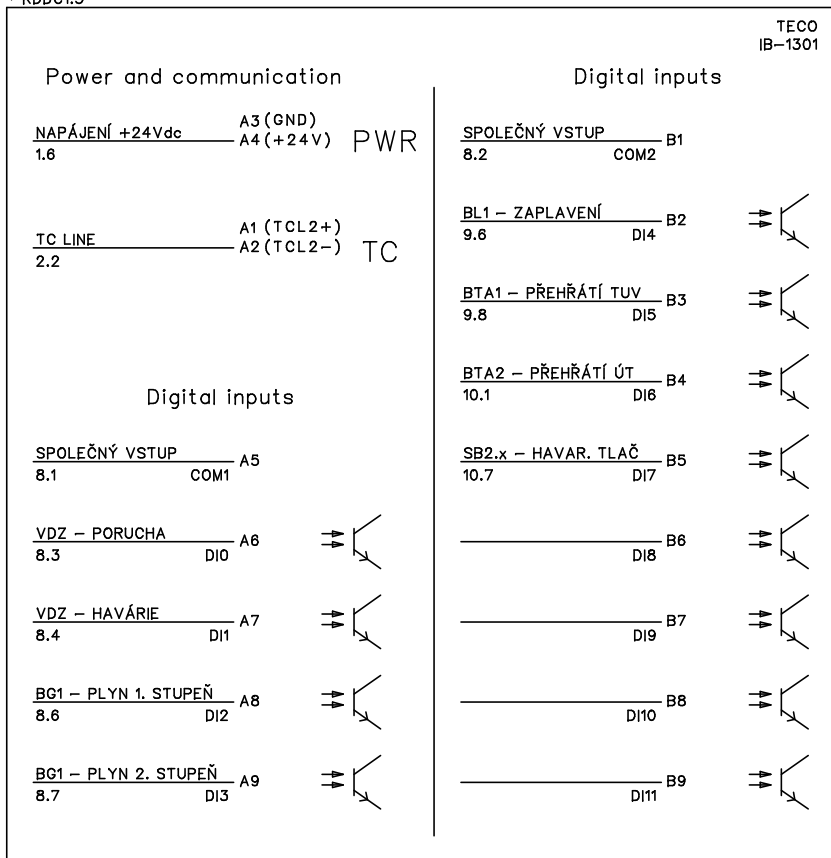 TECO
IB-1301
Power and communication
NAPÁJENÍ +24Vdc
1.6
A3(GND)
A4(+24V)
PWR
TC LINE
2.2
A1(TCL2+)
A2(TCL2-)
TC
Digital inputs
SPOLEČNÝ VSTUP
8.1
COM1
A5
VDZ - PORUCHA
8.3
DI0
A6
VDZ - HAVÁRIE
8.4
DI1
A7
BG1 - PLYN 1. STUPEŇ
8.6
DI2
A8
BG1 - PLYN 2. STUPEŇ
8.7
DI3
A9
Digital inputs
SPOLEČNÝ VSTUP
8.2
COM2
B1
BL1 - ZAPLAVENÍ
9.6
DI4
B2
BTA1 - PŘEHŘÁTÍ TUV
9.8
DI5
B3
BTA2 - PŘEHŘÁTÍ ÚT
10.1
DI6
B4
SB2.x - HAVAR. TLAČ
10.7
DI7
B5
DI8
B6
DI9
B7
DI10
B8
DI11
B9